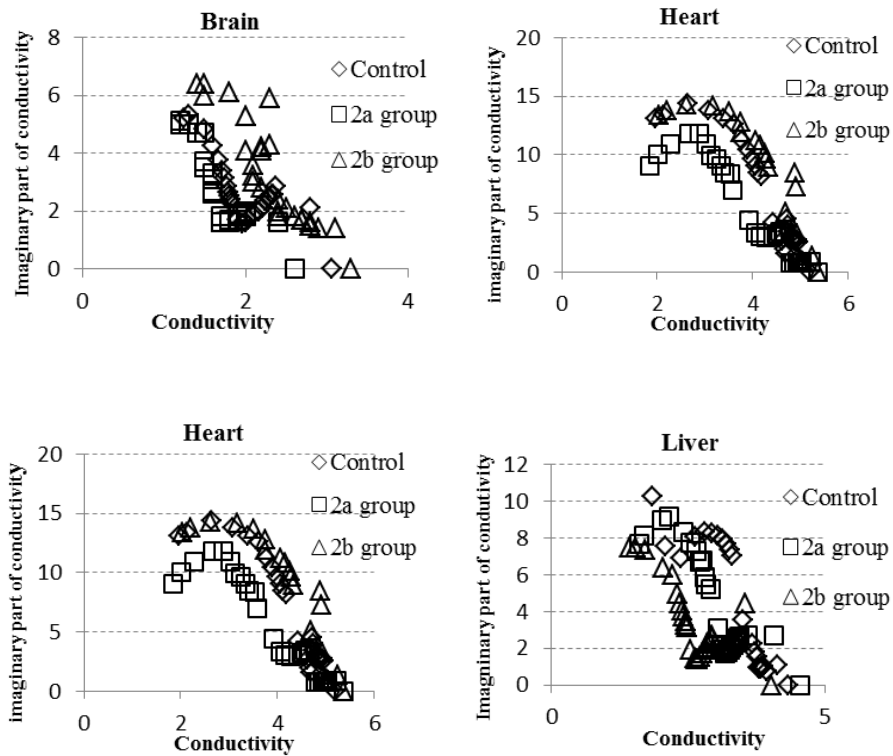 Brain
Imaginary part of conductivity
8
6
4
2
0
0
2
4
Conductivity
Control
2a group
2b group
Heart
imaginary part of conductivity
20
15
10
5
0
0
2
4
6
Conductivity
Control
2a group
2b group
Heart
imaginary part of conductivity
20
15
10
5
0
0
2
4
6
Conductivity
Control
2a group
2b group
Liver
Imagninary part of conductivity
12
10
8
6
4
2
0
0
5
Conductivity
Control
2a group
2b group